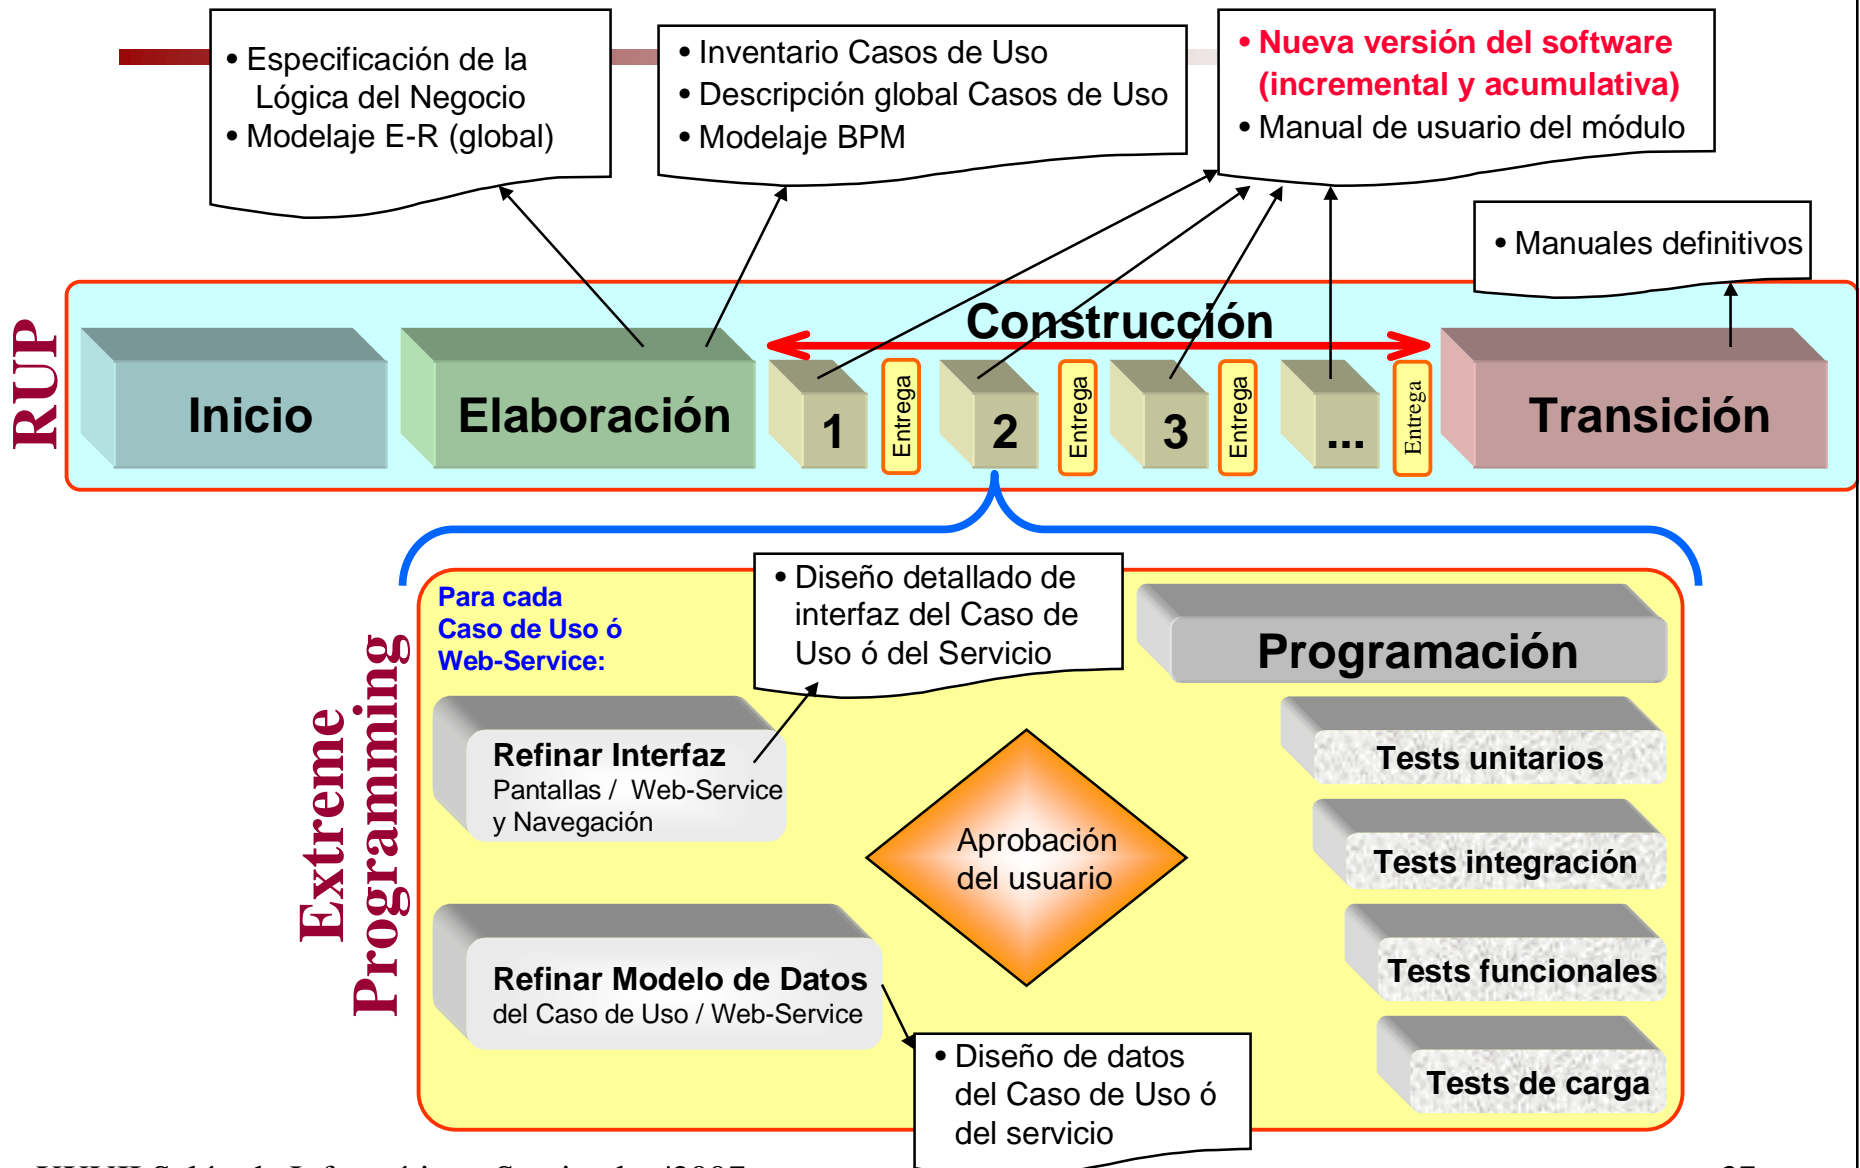 • Especificación de la
Lógica del Negocio
• Modelaje E-R (global)
• Inventario Casos de Uso
• Descripción global Casos de Uso
• Modelaje BPM
• Nueva versión del software
(incremental y acumulativa)
• Manual de usuario del módulo
• Manuales definitivos
RUP
Construcción
Inicio
Elaboración
1
Entrega
2
Entrega
3
Entrega
...
Entrega
Transición
Extreme
Programming
Para cada
Caso de Uso ó
Web-Service:
• Diseño detallado de
interfaz del Caso de
Uso ó del Servicio
Programación
Refinar Interfaz
Pantallas / Web-Service
y Navegación
Aprobación
del usuario
Tests unitarios
Tests integración
Tests funcionales
Tests de carga
Refinar Modelo de Datos
del Caso de Uso / Web-Service
• Diseño de datos
del Caso de Uso ó
del servicio